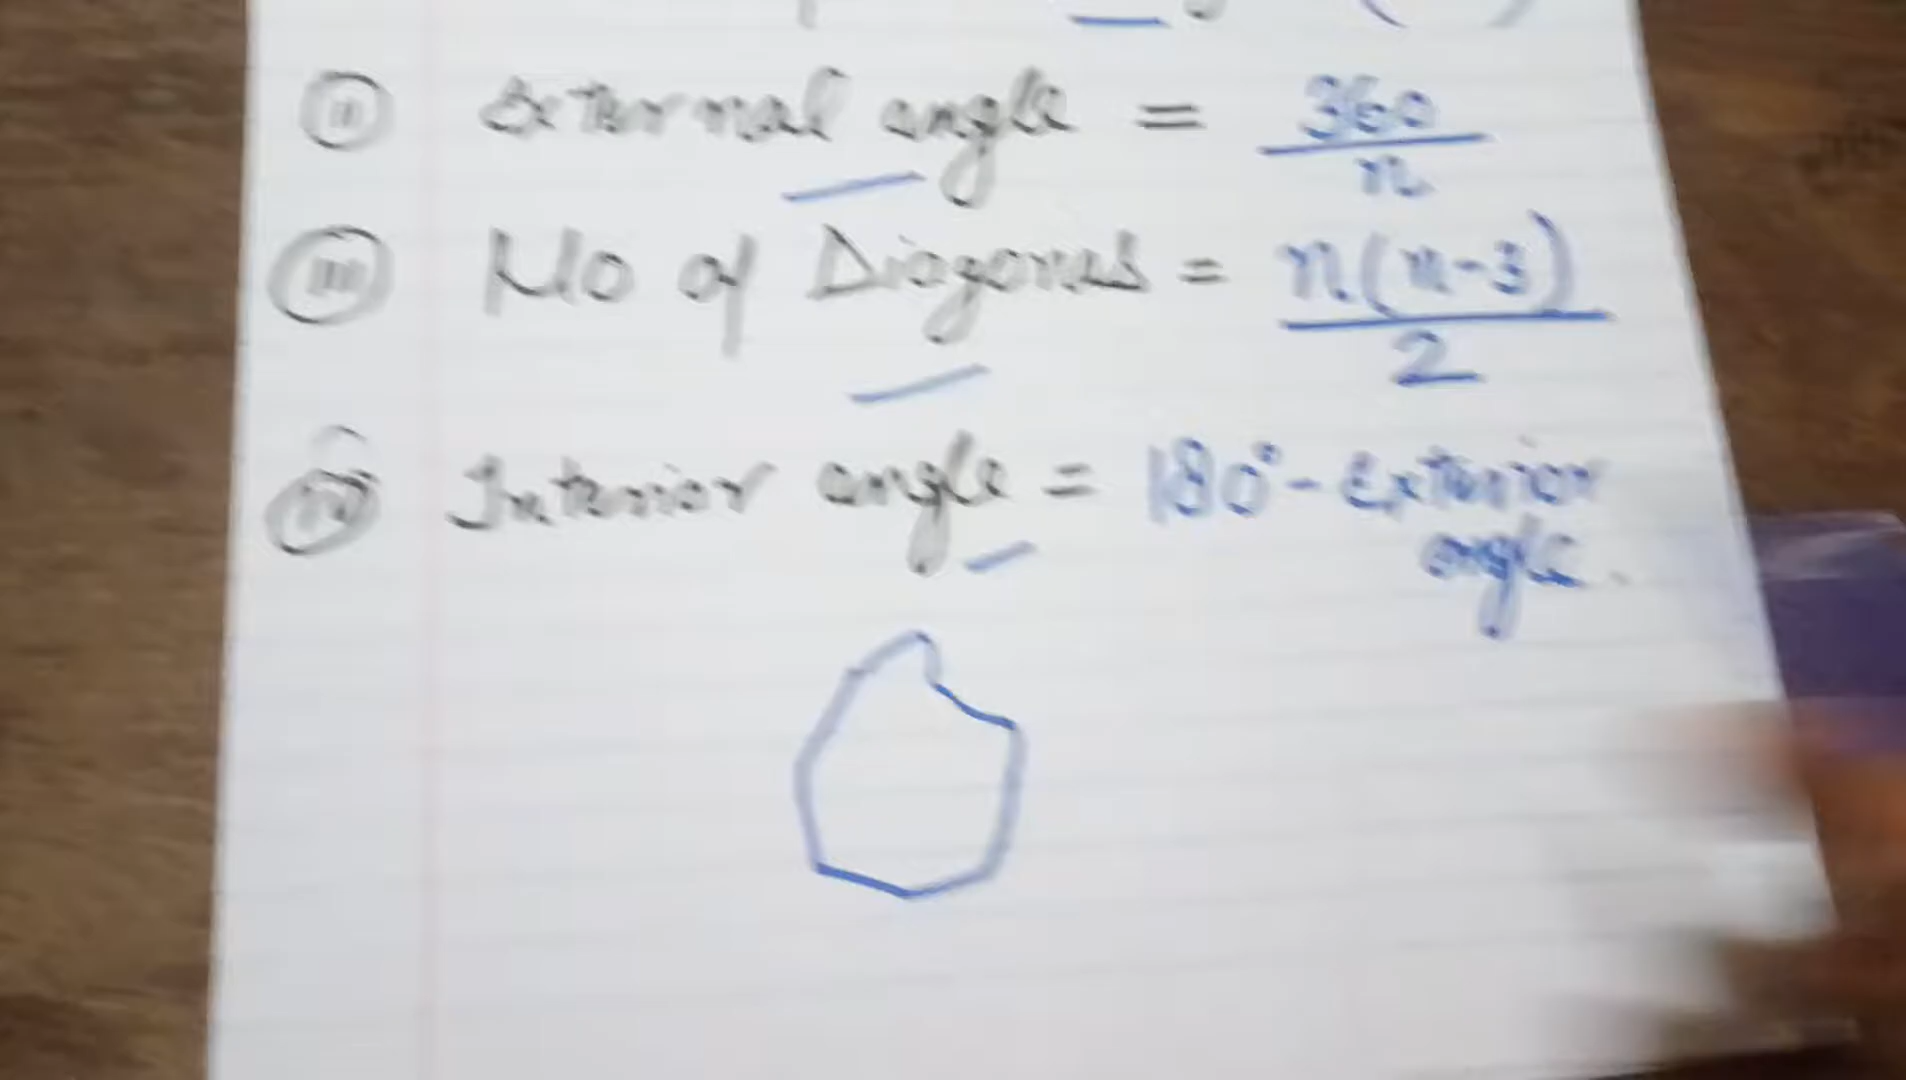 (ii) External angle = 360/n
(iii) No of Diagonals = n(n-3)/2
(iv) Interior angle = 180° - Exterior
angle.